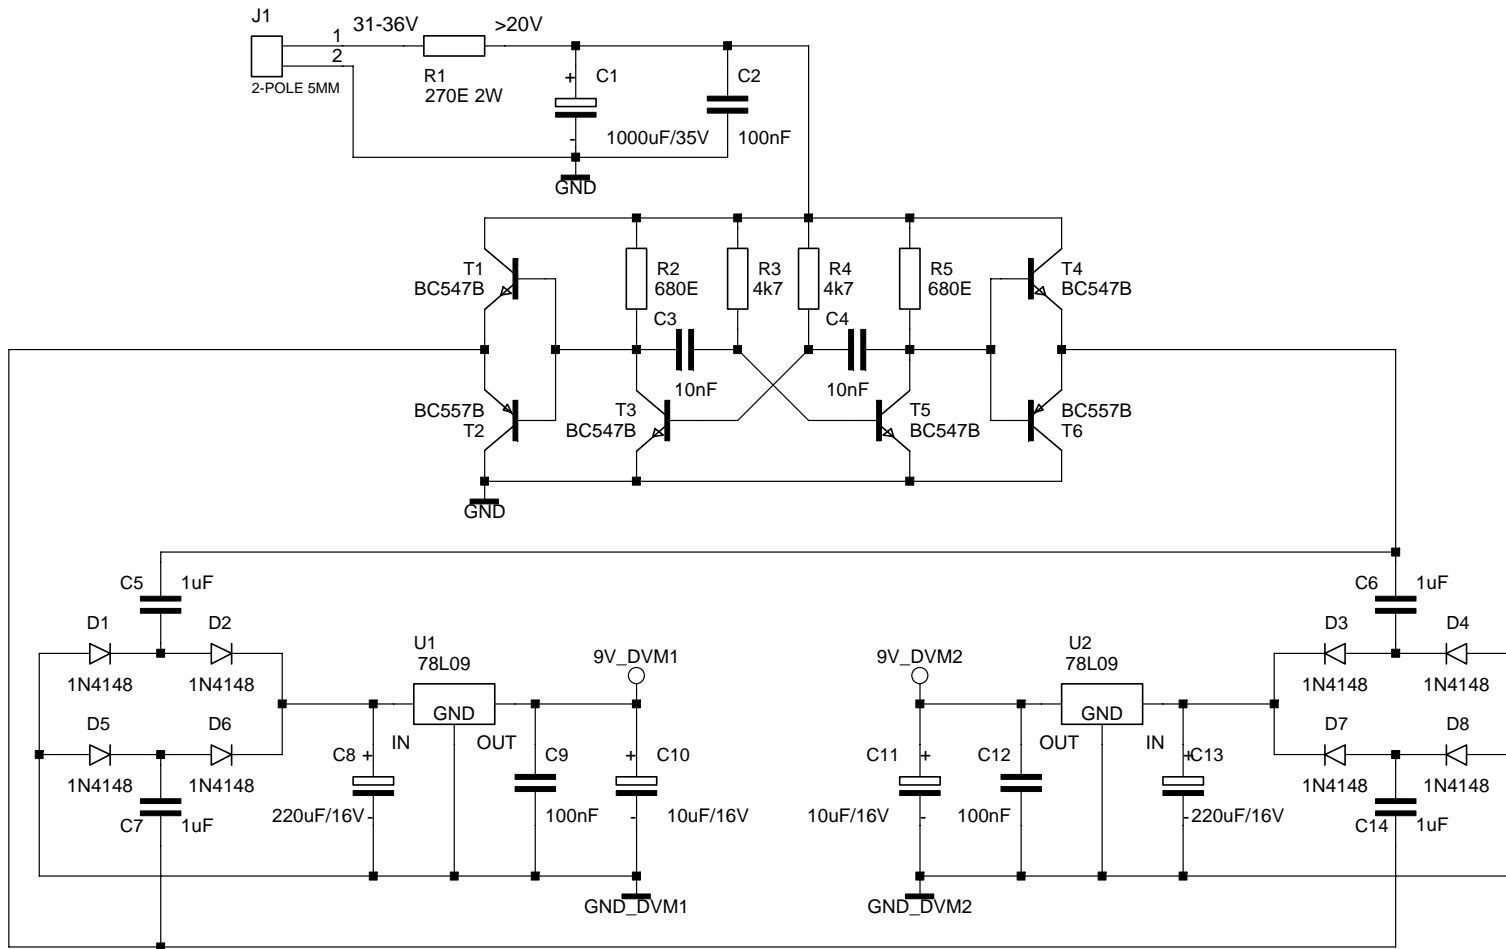 J1
31-36V
>20V
1
2
2-POLE 5MM
R1
270E 2W
+
C1
-
1000uF/35V
C2
100nF
GND
T1
BC547B
R2
680E
R3
4k7
R4
4k7
R5
680E
T4
BC547B
C3
10nF
C4
10nF
BC557B
T2
T3
BC547B
T5
BC547B
BC557B
T6
GND
C5
1uF
C6
1uF
D1
1N4148
D2
1N4148
U1
78L09
GND
IN
OUT
9V_DVM1
9V_DVM2
U2
78L09
GND
OUT
IN
D3
1N4148
D4
1N4148
D5
1N4148
D6
1N4148
C7
1uF
C8
+
220uF/16V
-
C9
100nF
+
C10
10uF/16V
-
C11
+
10uF/16V
-
C12
100nF
+
C13
-
220uF/16V
D7
1N4148
D8
1N4148
C14
1uF
GND_DVM1
GND_DVM2